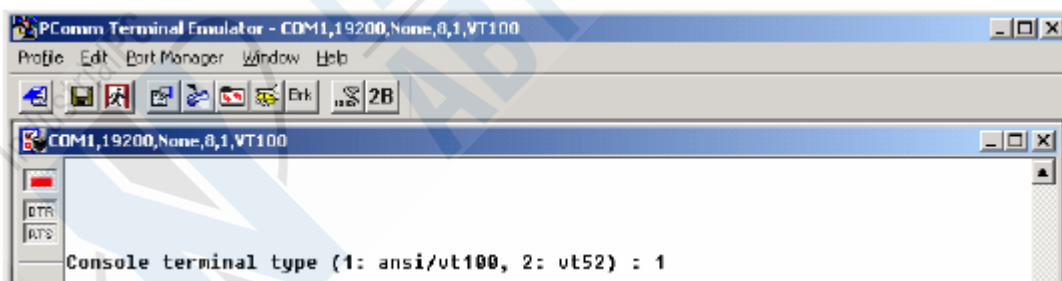 PComm Terminal Emulator - COM1,19200,None,8,1,VT100
Profile Edit Port Manager Window Help
Brk 2B
COM1,19200,None,8,1,VT100
DTR
RTS
Console terminal type (1: ansi/vt100, 2: vt52) : 1